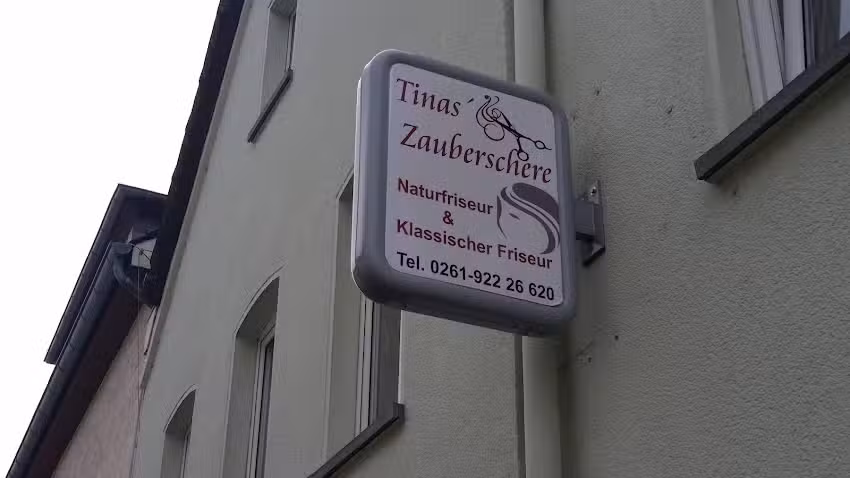 Tinas´
Zauberschere
Naturfriseur
&
Klassischer Friseur
Tel. 0261-922 26 620